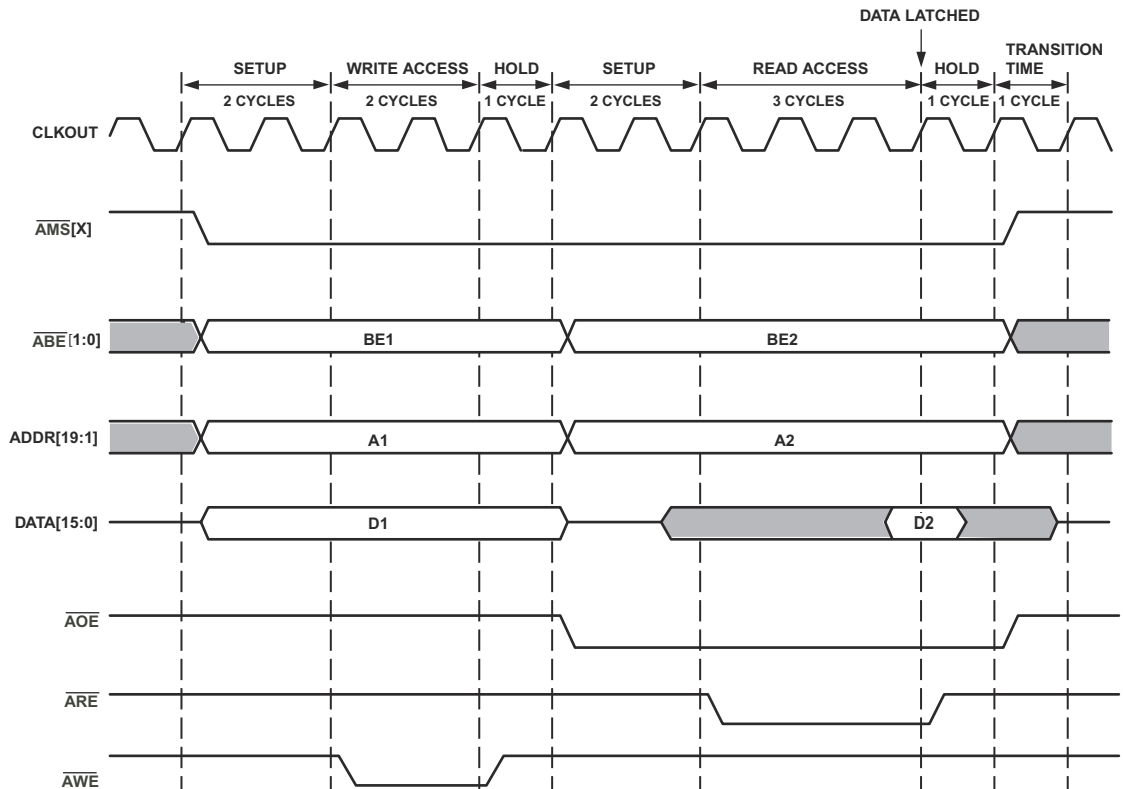 DATA LATCHED
TRANSITION
SETUP WRITE ACCESS HOLD SETUP READ ACCESS HOLD TIME
2 CYCLES 2 CYCLES 1 CYCLE 2 CYCLES 3 CYCLES 1 CYCLE 1 CYCLE
CLKOUT
AMS[X]
ABE[1:0] BE1 BE2
ADDR[19:1] A1 A2
DATA[15:0] D1 D2
AOE
ARE
AWE